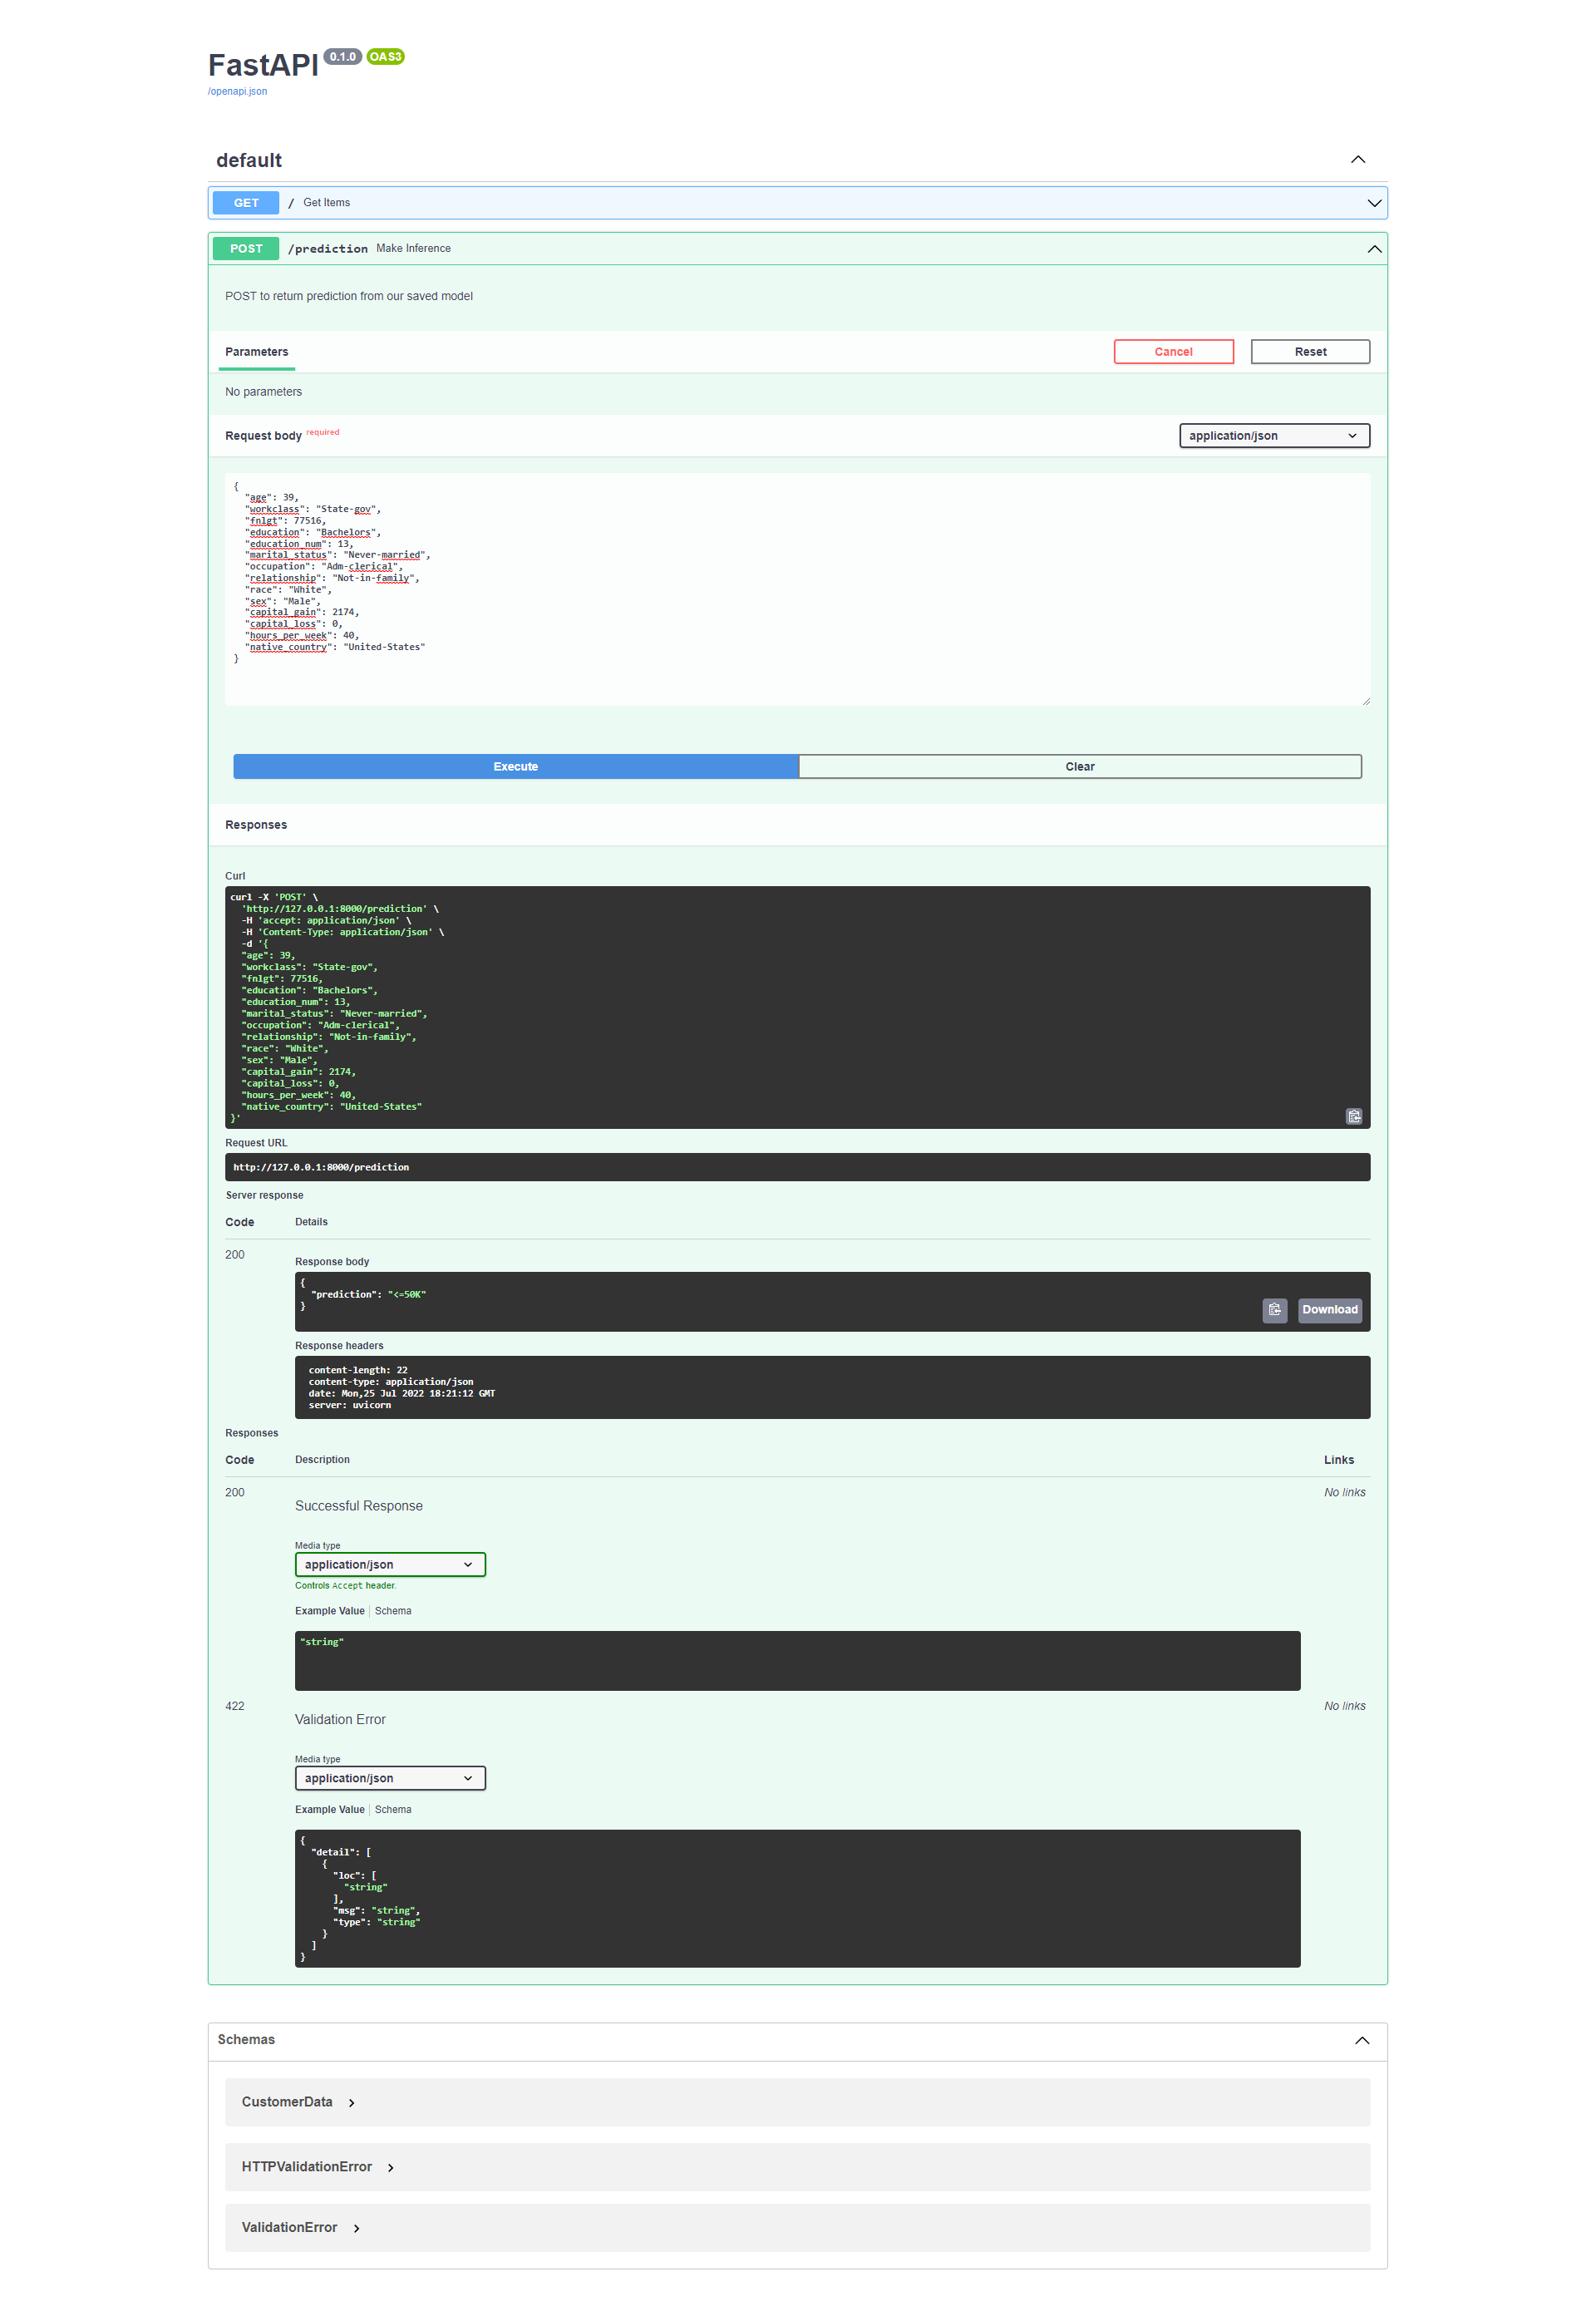 FastAPI 0.1.0 OAS3
/openapi.json
default
GET / Get Items
POST /prediction Make Inference
POST to return prediction from our saved model
Parameters Cancel Reset
No parameters
Request body required application/json
{
  "age": 39,
  "workclass": "State-gov",
  "fnlgt": 77516,
  "education": "Bachelors",
  "education_num": 13,
  "marital_status": "Never-married",
  "occupation": "Adm-clerical",
  "relationship": "Not-in-family",
  "race": "White",
  "sex": "Male",
  "capital_gain": 2174,
  "capital_loss": 0,
  "hours_per_week": 40,
  "native_country": "United-States"
}
Execute Clear
Responses
Curl
curl -X 'POST' \
  'http://127.0.0.1:8000/prediction' \
  -H 'accept: application/json' \
  -H 'Content-Type: application/json' \
  -d '{
  "age": 39,
  "workclass": "State-gov",
  "fnlgt": 77516,
  "education": "Bachelors",
  "education_num": 13,
  "marital_status": "Never-married",
  "occupation": "Adm-clerical",
  "relationship": "Not-in-family",
  "race": "White",
  "sex": "Male",
  "capital_gain": 2174,
  "capital_loss": 0,
  "hours_per_week": 40,
  "native_country": "United-States"
}'
Request URL
http://127.0.0.1:8000/prediction
Server response
Code Details
200
Response body
{
  "prediction": "<=50K"
}
Download
Response headers
content-length: 22
content-type: application/json
date: Mon,25 Jul 2022 18:21:12 GMT
server: uvicorn
Responses
Code Description Links
200 No links
Successful Response
Media type
application/json
Controls Accept header.
Example Value Schema
"string"
422 No links
Validation Error
Media type
application/json
Example Value Schema
{
  "detail": [
    {
      "loc": [
        "string"
      ],
      "msg": "string",
      "type": "string"
    }
  ]
}
Schemas
CustomerData
HTTPValidationError
ValidationError